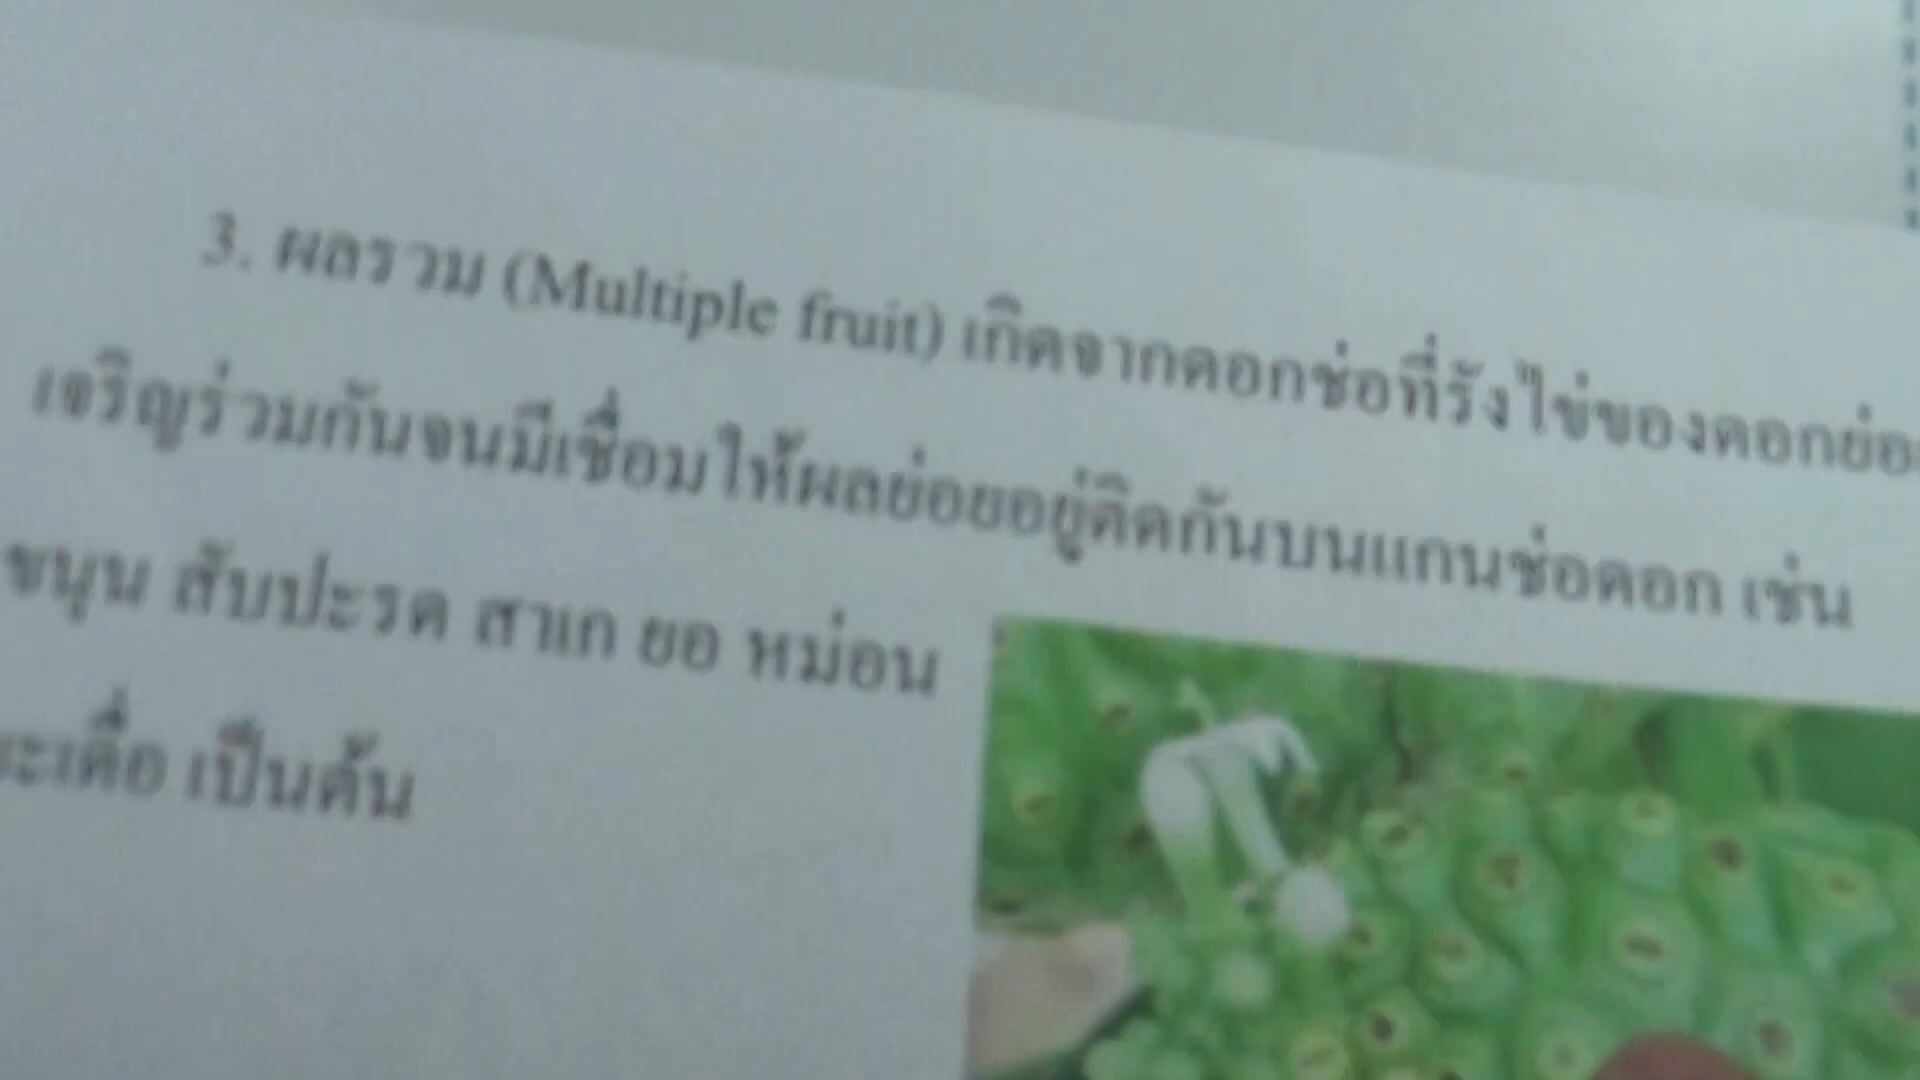 3. ผลรวม (Multiple fruit) เกิดจากดอกช่อที่รังไข่ของดอกย่อ
เจริญร่วมกันจนมีเชื่อมให้ผลย่อยอยู่ติดกันบนแกนช่อดอก เช่น
ขนุน สับปะรด สาเก ยอ หม่อน
ะเดื่อ เป็นต้น